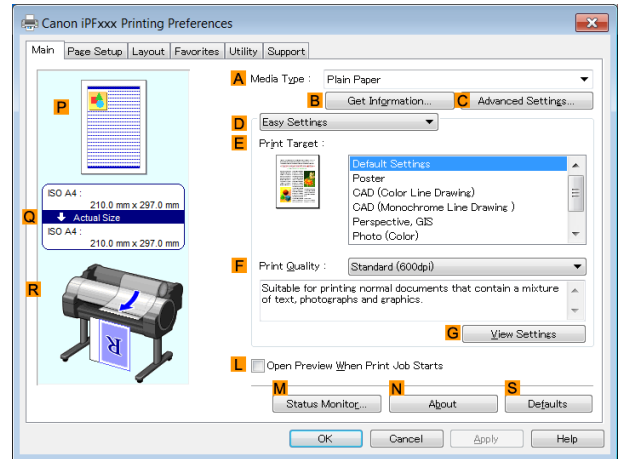 Canon iPFxxx Printing Preferences
Main Page Setup Layout Favorites Utility Support
A Media Type : Plain Paper
B Get Information... C Advanced Settings...
D Easy Settings
E Print Target :
Default Settings
Poster
CAD (Color Line Drawing)
CAD (Monochrome Line Drawing )
Perspective, GIS
Photo (Color)
F Print Quality : Standard (600dpi)
Suitable for printing normal documents that contain a mixture
of text, photographs and graphics.
G View Settings
L Open Preview When Print Job Starts
M Status Monitor...
N About
S Defaults
P
Q
ISO A4 :
210.0 mm x 297.0 mm
Actual Size
ISO A4 :
210.0 mm x 297.0 mm
R
R
OK Cancel Apply Help